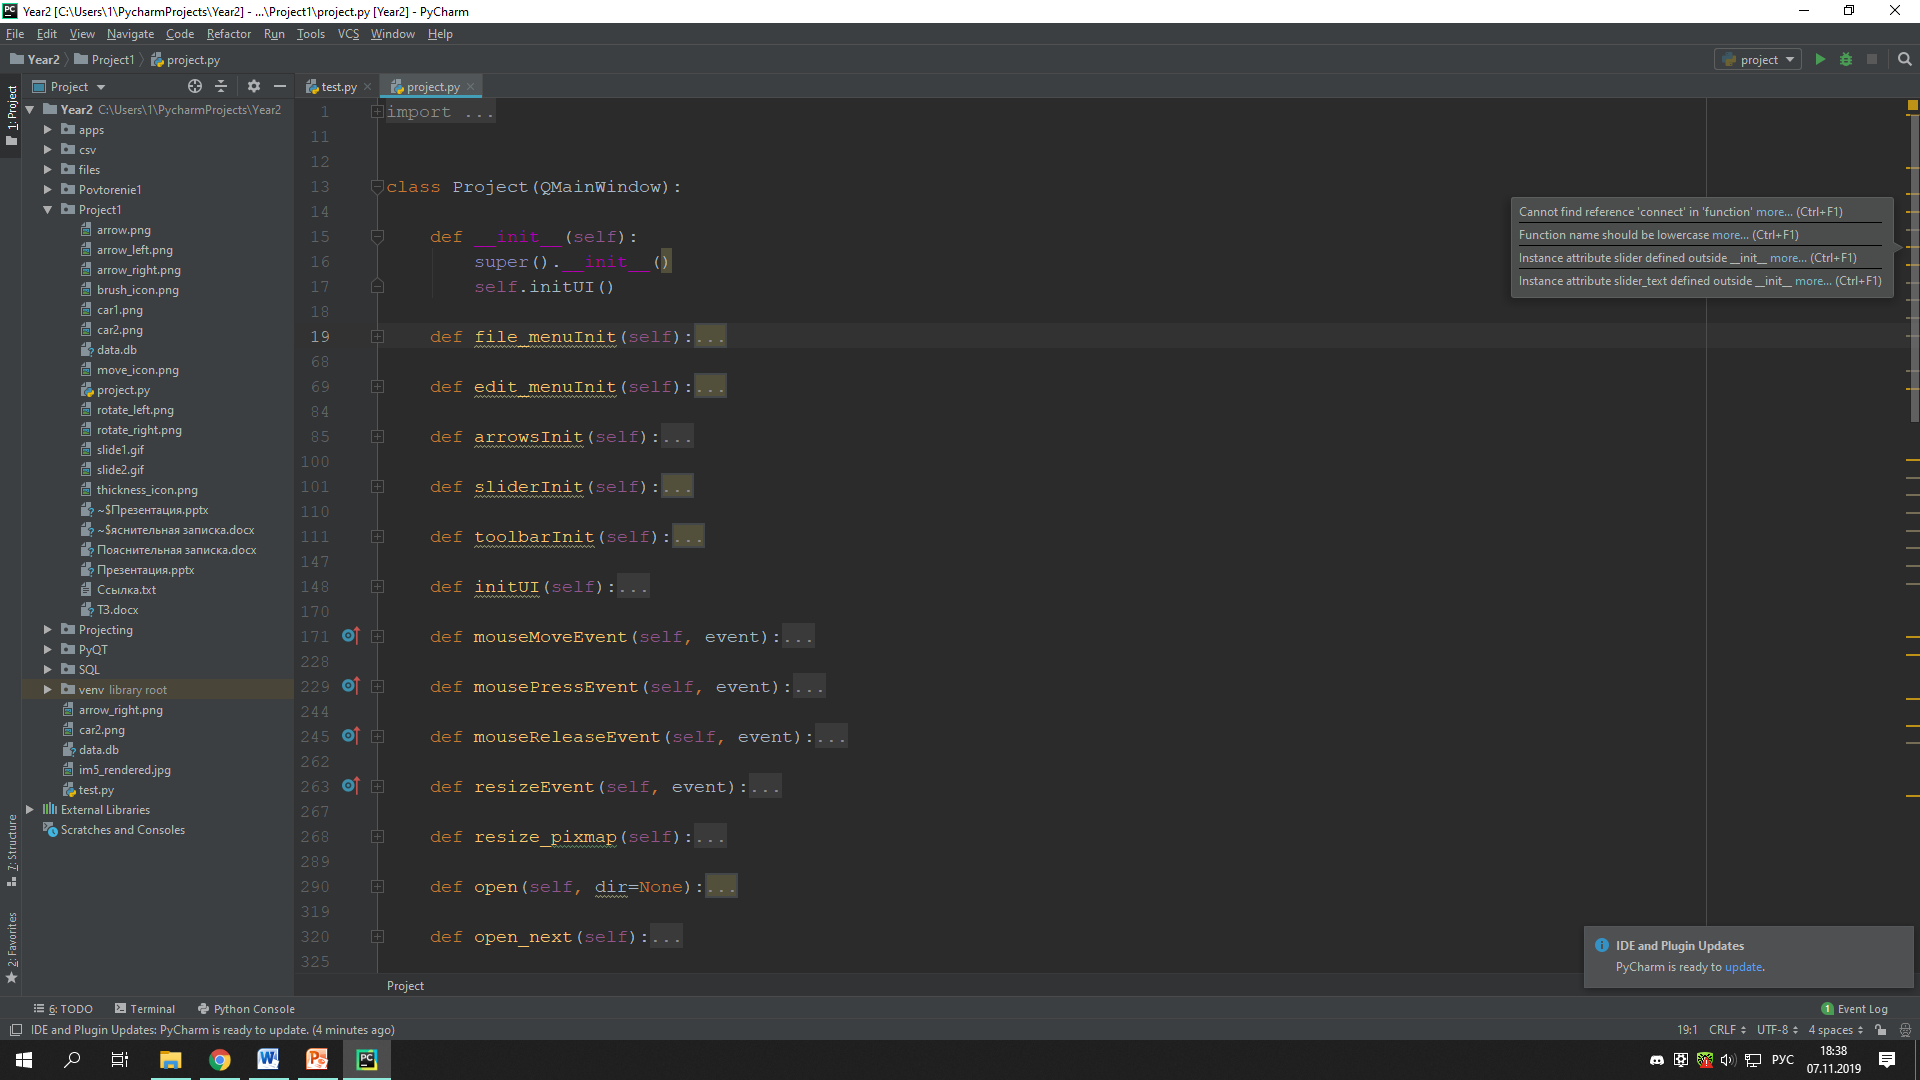 Year2 [C:\Users\1\PycharmProjects\Year2] - ...\Project1\project.py [Year2] - PyCharm
File Edit View Navigate Code Refactor Run Tools VCS Window Help
Year2 Project1 project.py
project
1: Project
Project
test.py
project.py
Year2 C:\Users\1\PycharmProjects\Year2
apps
csv
files
Povtorenie1
Project1
arrow.png
arrow_left.png
arrow_right.png
brush_icon.png
car1.png
car2.png
data.db
move_icon.png
project.py
rotate_left.png
rotate_right.png
slide1.gif
slide2.gif
thickness_icon.png
~$Презентация.pptx
~$яснительная записка.docx
Пояснительная записка.docx
Презентация.pptx
Ссылка.txt
ТЗ.docx
Projecting
PyQT
SQL
venv library root
arrow_right.png
car2.png
data.db
im5_rendered.jpg
test.py
External Libraries
Scratches and Consoles
7: Structure
2: Favorites
1 import ...
11
12
13 class Project(QMainWindow):
14
15 def __init__(self):
16 super().__init__()
17 self.initUI()
18
19 def file_menuInit(self):...
68
69 def edit_menuInit(self):...
84
85 def arrowsInit(self):...
100
101 def sliderInit(self):...
110
111 def toolbarInit(self):...
147
148 def initUI(self):...
170
171 def mouseMoveEvent(self, event):...
228
229 def mousePressEvent(self, event):...
244
245 def mouseReleaseEvent(self, event):...
262
263 def resizeEvent(self, event):...
267
268 def resize_pixmap(self):...
289
290 def open(self, dir=None):...
319
320 def open_next(self):...
325
Cannot find reference 'connect' in 'function' more... (Ctrl+F1)
Function name should be lowercase more... (Ctrl+F1)
Instance attribute slider defined outside __init__ more... (Ctrl+F1)
Instance attribute slider_text defined outside __init__ more... (Ctrl+F1)
IDE and Plugin Updates
PyCharm is ready to update.
Project
6: TODO Terminal Python Console
1 Event Log
IDE and Plugin Updates: PyCharm is ready to update. (4 minutes ago)
19:1 CRLF UTF-8 4 spaces
РУС
18:38
07.11.2019